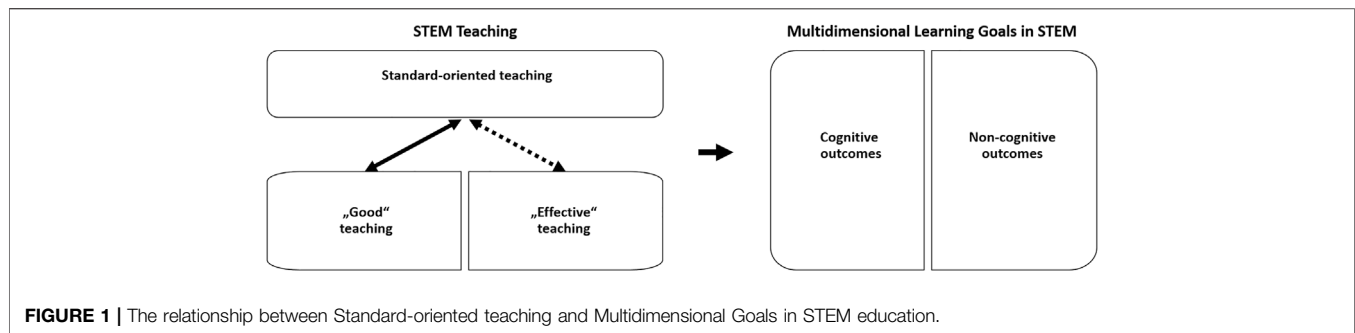 STEM Teaching
Multidimensional Learning Goals in STEM
Standard-oriented teaching
„Good“
teaching
„Effective“
teaching
Cognitive
outcomes
Non-cognitive
outcomes
FIGURE 1 | The relationship between Standard-oriented teaching and Multidimensional Goals in STEM education.